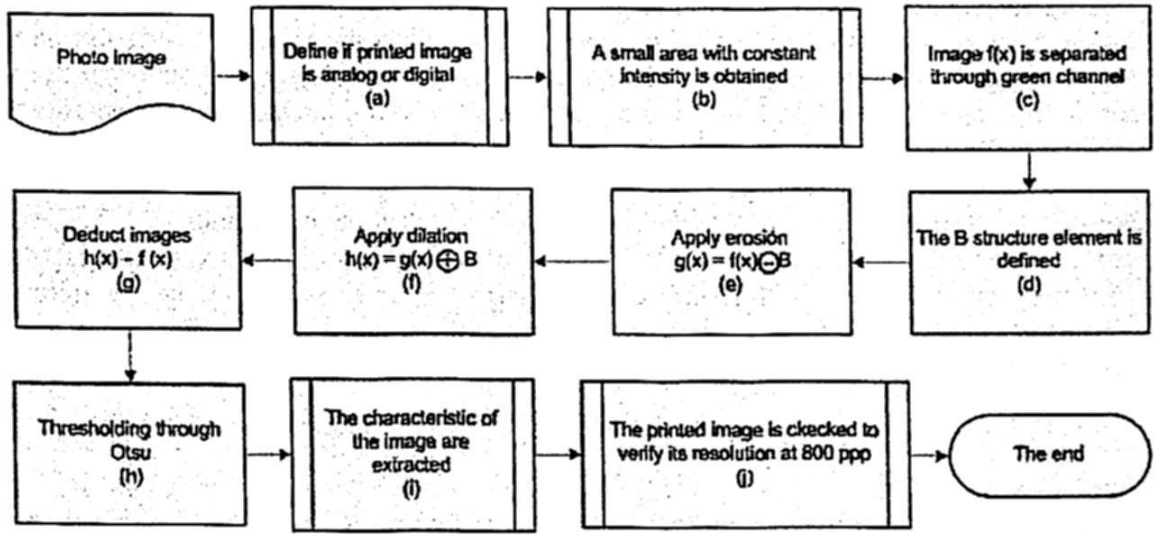 Photo Image
Define if printed image
is analog or digital
(a)
A small area with constant
intensity is obtained
(b)
Image f(x) is separated
through green channel
(c)
The B structure element is
defined
(d)
Apply erosión
g(x) = f(x)⊖B
(e)
Apply dilation
h(x) = g(x) ⊕ B
(f)
Deduct images
h(x) – f (x)
(g)
Thresholding through
Otsu
(h)
The characteristic of
the image are
extracted
(i)
The printed image is ckecked to
verify its resolution at 800 ppp
(j)
The end